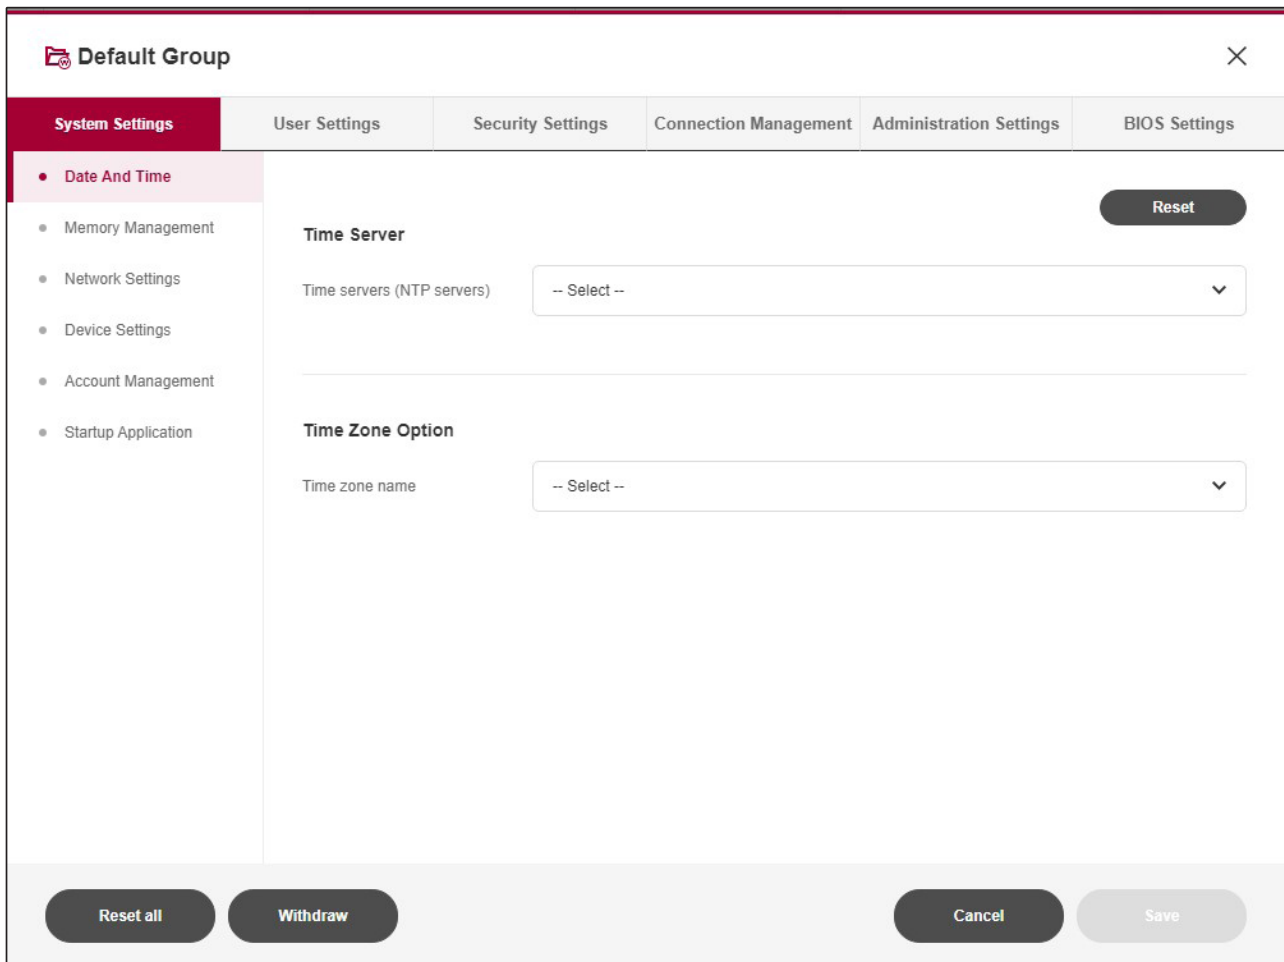 Default Group
System Settings
User Settings
Security Settings
Connection Management
Administration Settings
BIOS Settings
Date And Time
Memory Management
Network Settings
Device Settings
Account Management
Startup Application
Reset
Time Server
Time servers (NTP servers)
-- Select --
Time Zone Option
Time zone name
-- Select --
Reset all
Withdraw
Cancel
Save